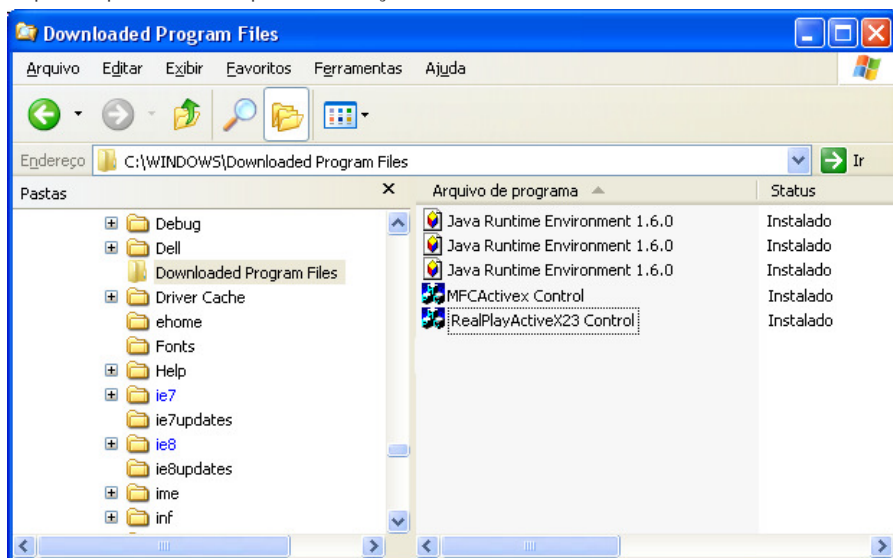 Downloaded Program Files
Arquivo Editar Exibir Favoritos Ferramentas Ajuda
Endereço C:\WINDOWS\Downloaded Program Files Ir
Pastas
Debug
Dell
Downloaded Program Files
Driver Cache
ehome
Fonts
Help
ie7
ie7updates
ie8
ie8updates
ime
inf
Arquivo de programa Status
Java Runtime Environment 1.6.0 Instalado
Java Runtime Environment 1.6.0 Instalado
Java Runtime Environment 1.6.0 Instalado
MFCActivex Control Instalado
RealPlayActiveX23 Control Instalado